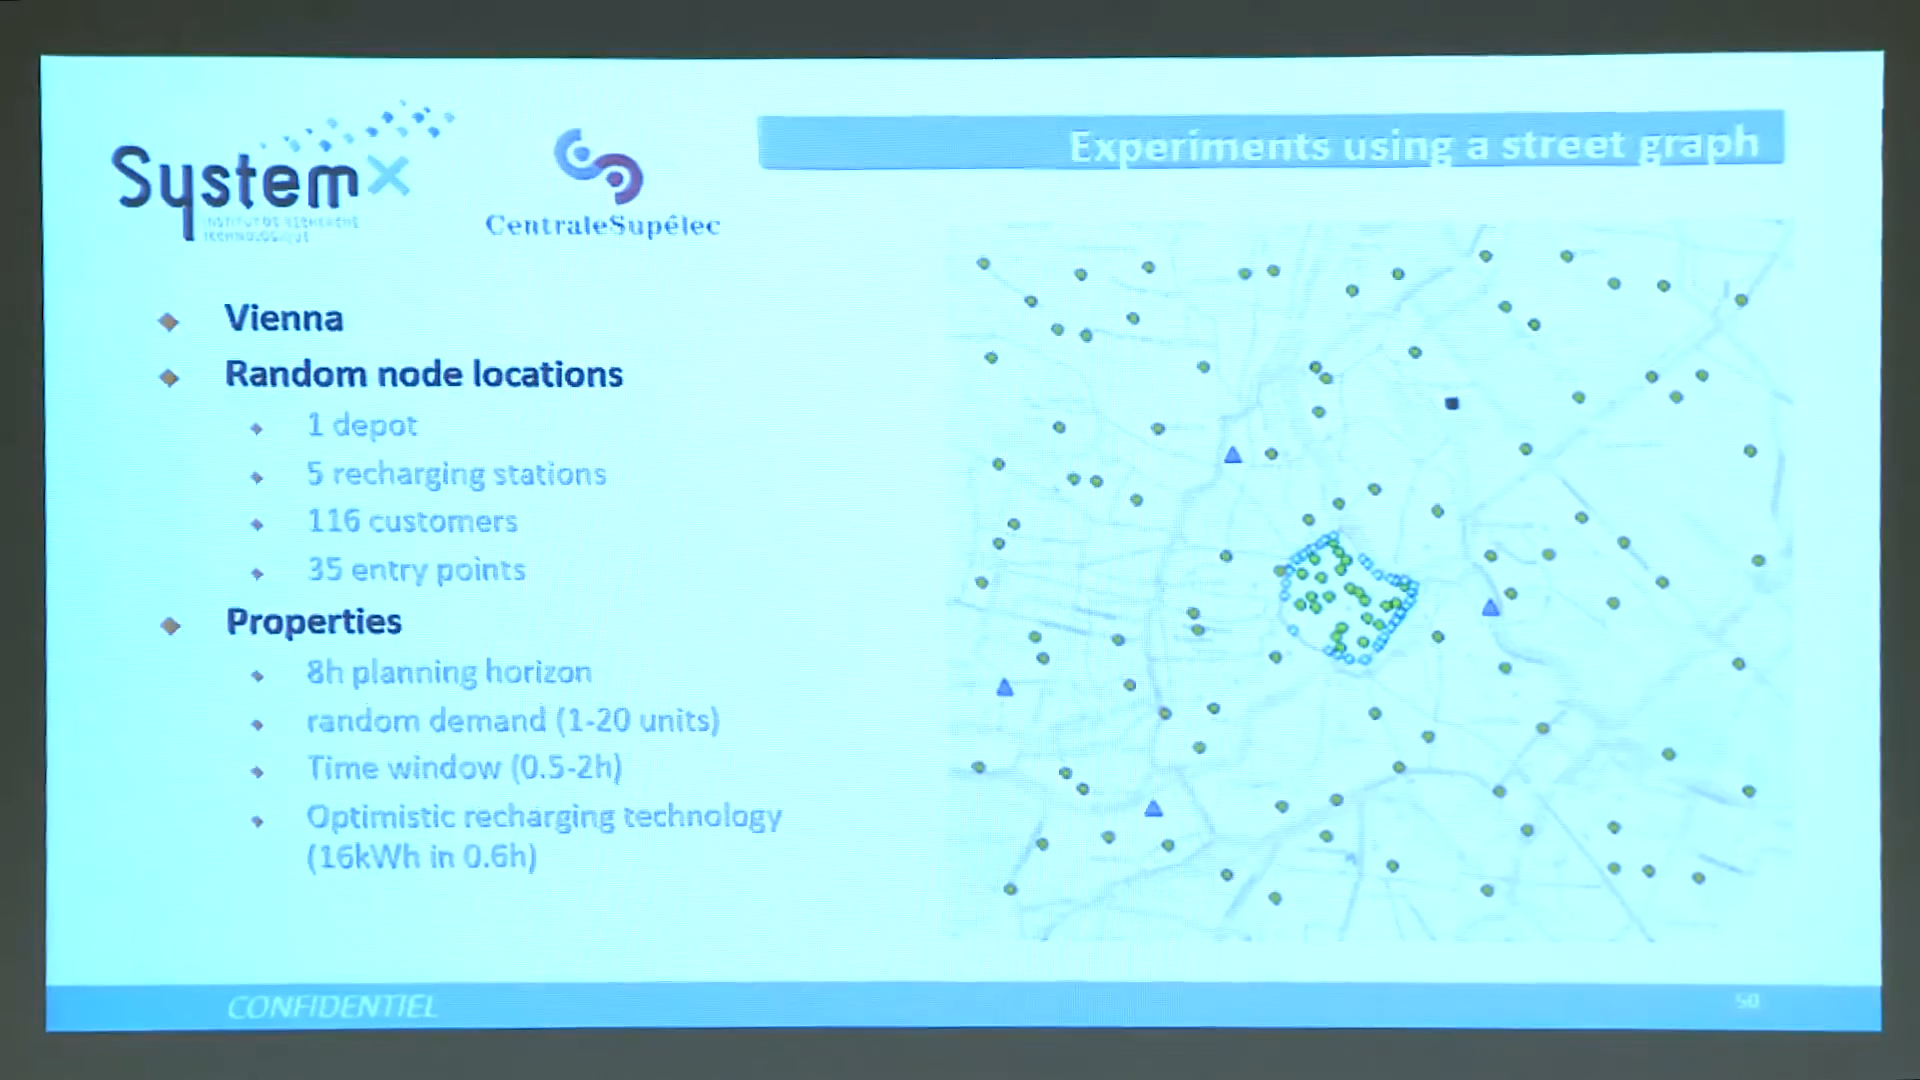 Systemx
INSTITUT DE RECHERCHE
TECHNOLOGIQUE
CentraleSupélec
Experiments using a street graph
Vienna
Random node locations
1 depot
5 recharging stations
116 customers
35 entry points
Properties
8h planning horizon
random demand (1-20 units)
Time window (0.5-2h)
Optimistic recharging technology
(16kWh in 0.6h)
CONFIDENTIEL
50